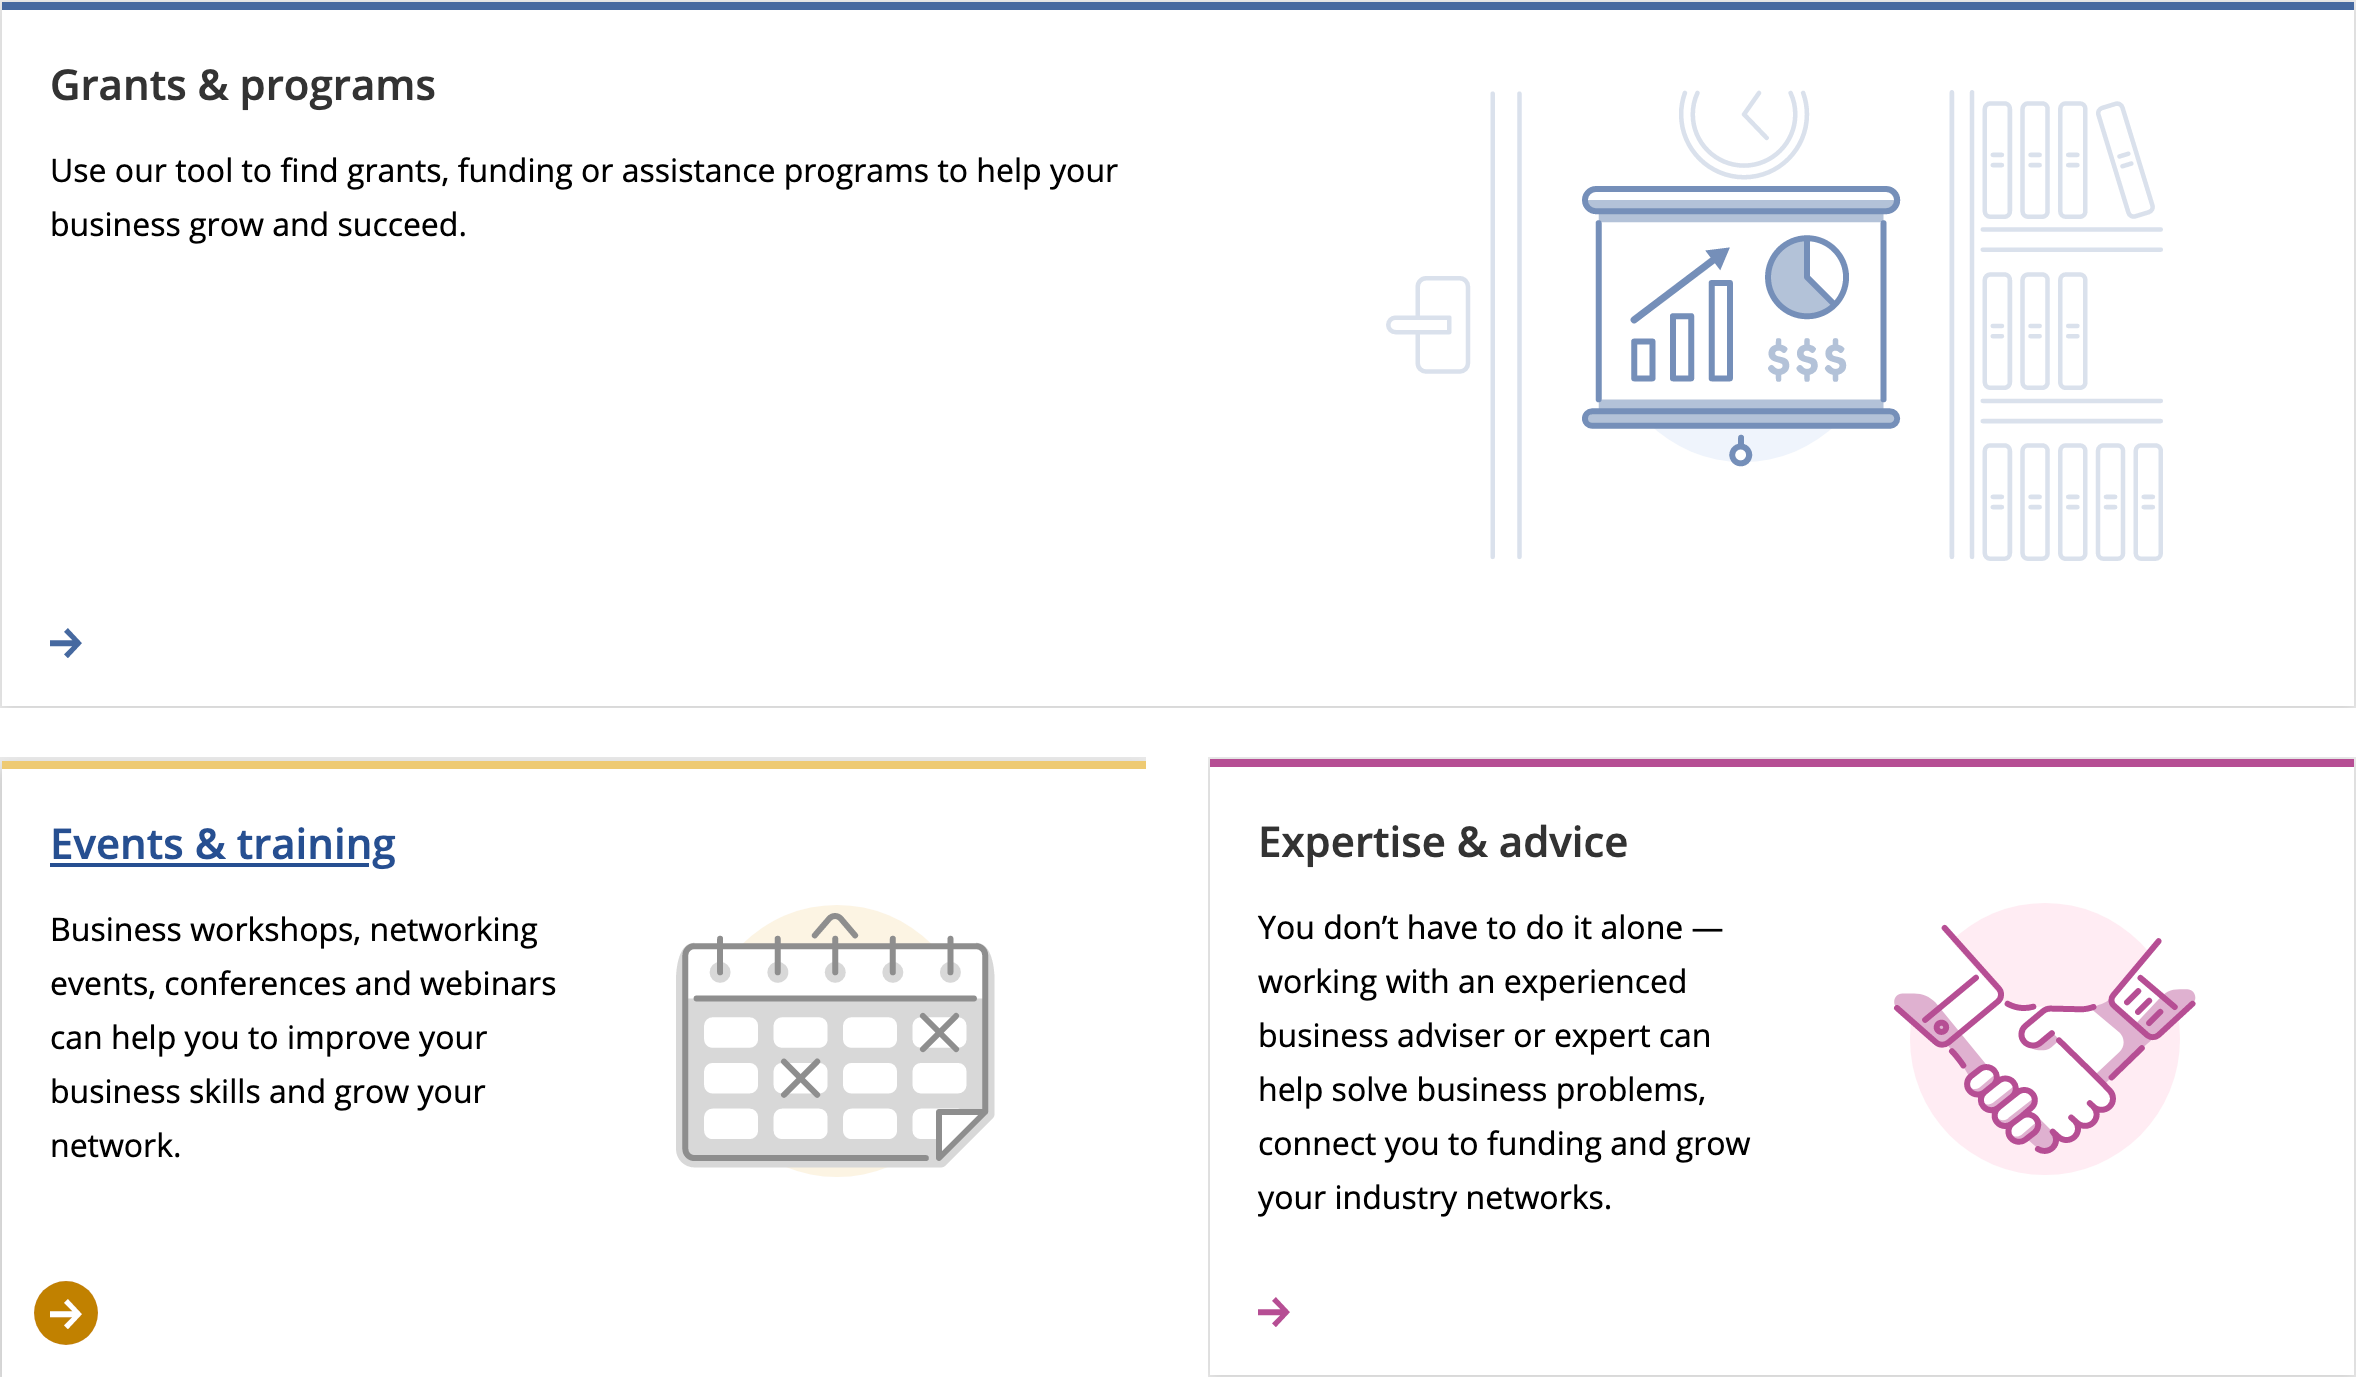 Grants & programs
Use our tool to find grants, funding or assistance programs to help your
business grow and succeed.
$$$
Events & training
Business workshops, networking
events, conferences and webinars
can help you to improve your
business skills and grow your
network.
Expertise & advice
You don’t have to do it alone —
working with an experienced
business adviser or expert can
help solve business problems,
connect you to funding and grow
your industry networks.